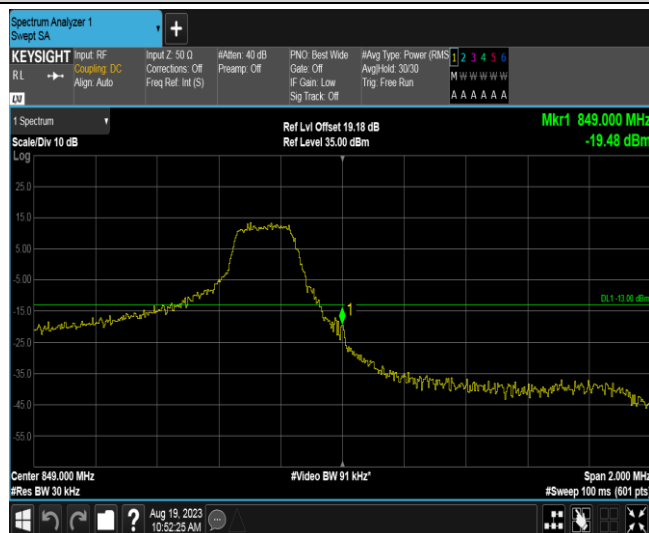 Spectrum Analyzer 1
Swept SA
+
KEYSIGHT
RL
Input: RF
Coupling: DC
Align: Auto
Input Z: 50 Ω
Corrections: Off
Freq Ref: Int (S)
#Atten: 40 dB
Preamp: Off
PNO: Best Wide
Gate: Off
IF Gain: Low
Sig Track: Off
#Avg Type: Power (RMS
Avg|Hold: 30/30
Trig: Free Run
1 2 3 4 5 6
M W W W W W
A A A A A A
LXI
1 Spectrum
Scale/Div 10 dB
Log
Ref Lvl Offset 19.18 dB
Ref Level 35.00 dBm
Mkr1 849.000 MHz
-19.48 dBm
25.0
15.0
5.00
-5.00
-15.0
-25.0
-35.0
-45.0
-55.0
DL1 -13.00 dBm
1
Center 849.000 MHz
#Res BW 30 kHz
#Video BW 91 kHz*
Span 2.000 MHz
#Sweep 100 ms (601 pts)
?
Aug 19, 2023
10:52:25 AM